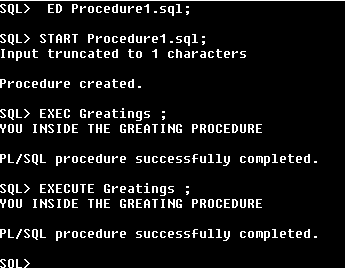 SQL>  ED Procedure1.sql;
SQL> START Procedure1.sql;
Input truncated to 1 characters
Procedure created.
SQL> EXEC Greatings ;
YOU INSIDE THE GREATING PROCEDURE
PL/SQL procedure successfully completed.
SQL> EXECUTE Greatings ;
YOU INSIDE THE GREATING PROCEDURE
PL/SQL procedure successfully completed.
SQL>